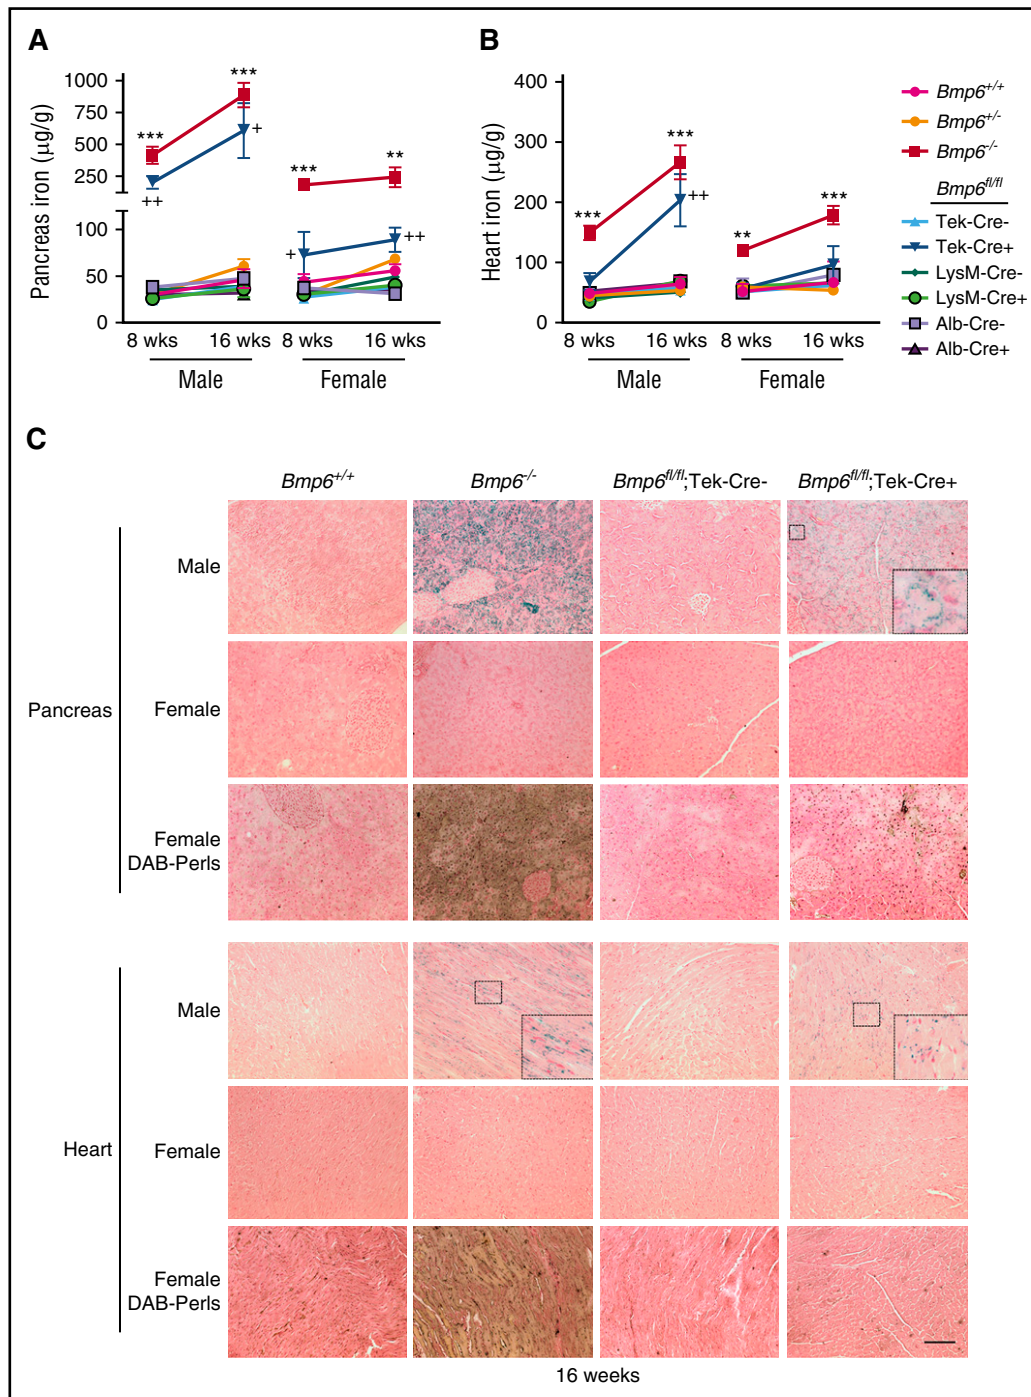 A
B
Pancreas iron (µg/g)
1000
750
500
250
100
50
0
***
***
+
++
***
**
+
++
8 wks
16 wks
8 wks
16 wks
Male
Female
Heart iron (µg/g)
400
300
200
100
0
***
***
++
**
***
8 wks
16 wks
8 wks
16 wks
Male
Female
Bmp6+/+
Bmp6+/-
Bmp6-/-
Bmp6fl/fl
Tek-Cre-
Tek-Cre+
LysM-Cre-
LysM-Cre+
Alb-Cre-
Alb-Cre+
C
Bmp6+/+
Bmp6-/-
Bmp6fl/fl;Tek-Cre-
Bmp6fl/fl;Tek-Cre+
Pancreas
Male
Female
Female
DAB-Perls
Heart
Male
Female
Female
DAB-Perls
16 weeks